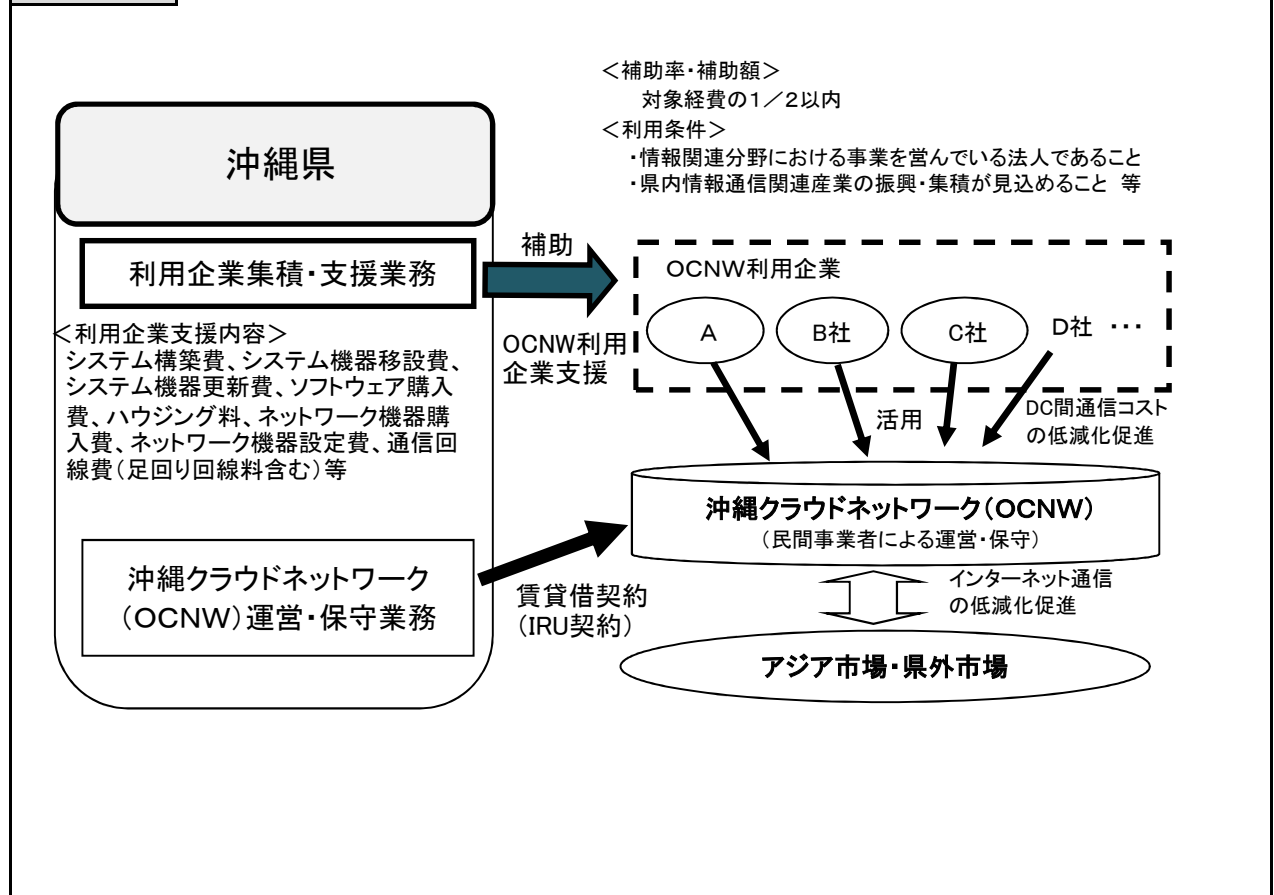 ＜補助率・補助額＞
対象経費の１／２以内
＜利用条件＞
・情報関連分野における事業を営んでいる法人であること
・県内情報通信関連産業の振興・集積が見込めること　等
沖縄県
利用企業集積・支援業務
＜利用企業支援内容＞
システム構築費、システム機器移設費、
システム機器更新費、ソフトウェア購入
費、ハウジング料、ネットワーク機器購
入費、ネットワーク機器設定費、通信回
線費（足回り回線料含む）等
沖縄クラウドネットワーク
（ＯＣＮＷ）運営・保守業務
補助
OCNW利用
企業支援
OCNW利用企業
A
B社
C社
D社 ・・・
活用
DC間通信コスト
の低減化促進
沖縄クラウドネットワーク（OCNW）
（民間事業者による運営・保守）
賃貸借契約
（IRU契約）
インターネット通信
の低減化促進
アジア市場・県外市場